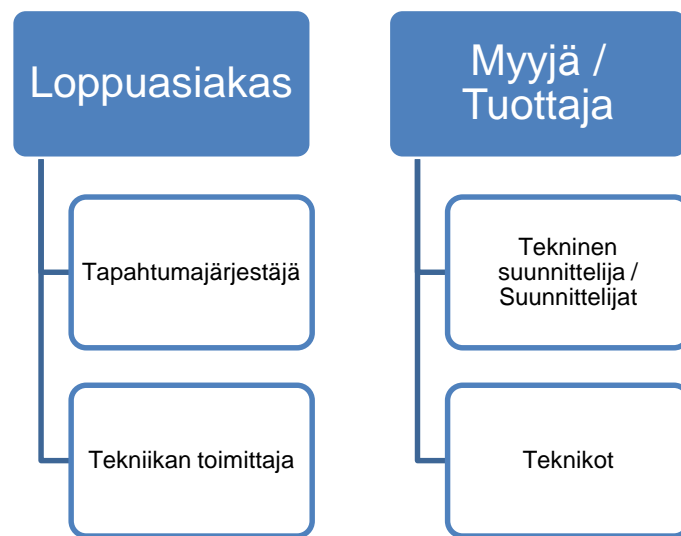 Loppuasiakas
Tapahtumajärjestäjä
Tekniikan toimittaja
Myyjä /
Tuottaja
Tekninen
suunnittelija /
Suunnittelijat
Teknikot